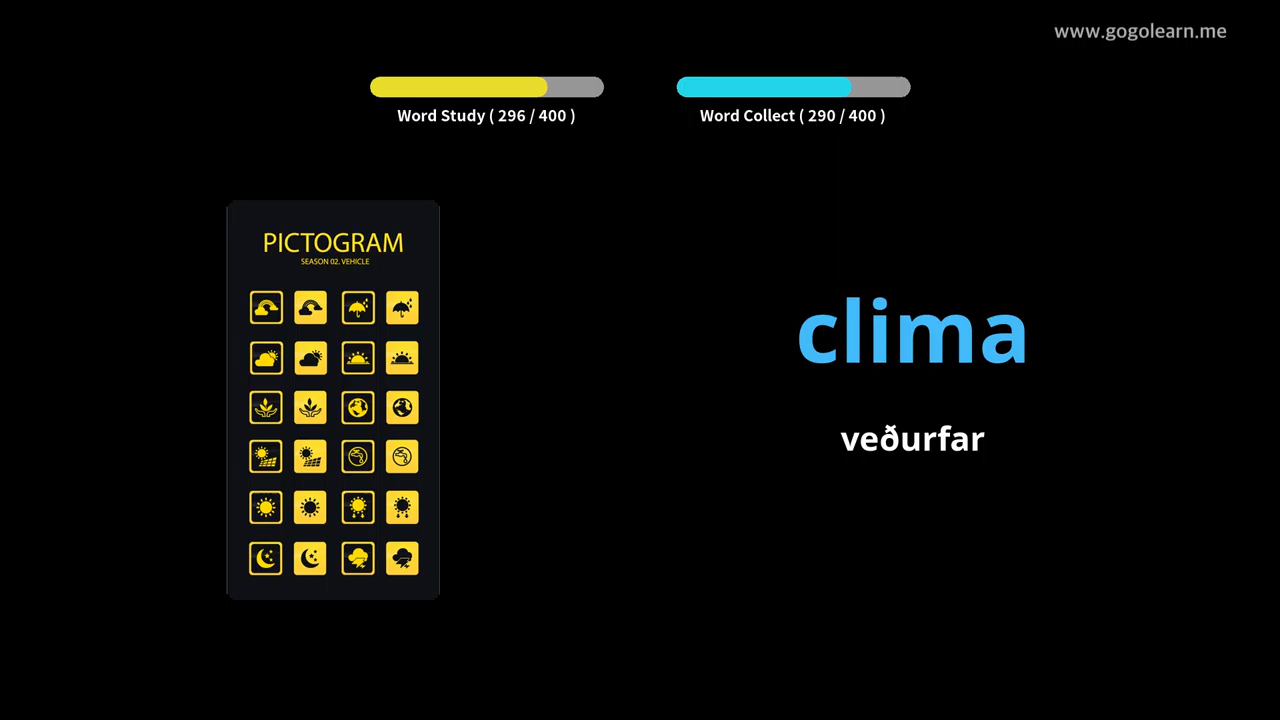 www.gogolearn.me
Word Study ( 296 / 400 )
Word Collect ( 290 / 400 )
PICTOGRAM
SEASON 02. VEHICLE
clima
veðurfar